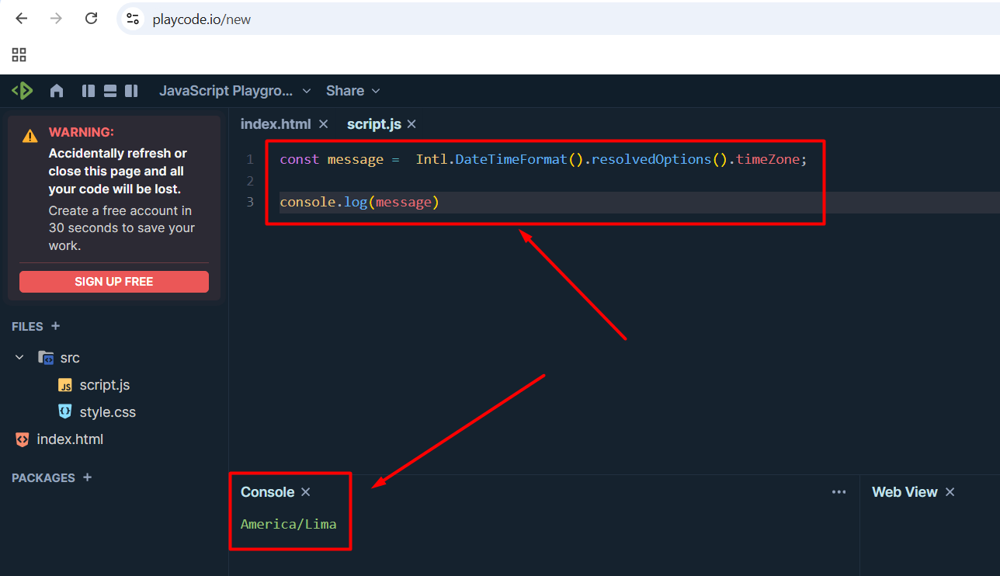 playcode.io/new
JavaScript Playgro...
Share
WARNING:
Accidentally refresh or
close this page and all
your code will be lost.
Create a free account in
30 seconds to save your
work.
SIGN UP FREE
FILES +
src
JS script.js
style.css
index.html
PACKAGES +
index.html ×
script.js ×
1 const message =  Intl.DateTimeFormat().resolvedOptions().timeZone;
2
3 console.log(message)
Console ×
America/Lima
Web View ×